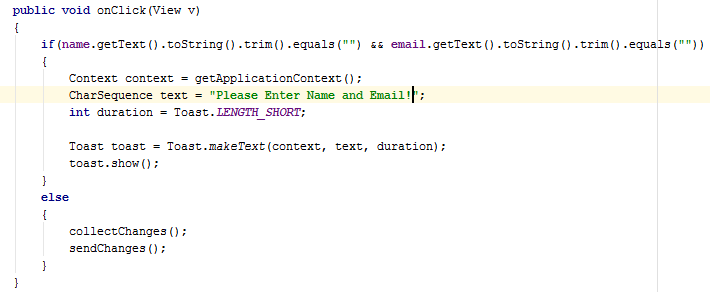 public void onClick(View v)
{
if(name.getText().toString().trim().equals("") && email.getText().toString().trim().equals(""))
{
Context context = getApplicationContext();
CharSequence text = "Please Enter Name and Email!";
int duration = Toast.LENGTH_SHORT;
Toast toast = Toast.makeText(context, text, duration);
toast.show();
}
else
{
collectChanges();
sendChanges();
}
}